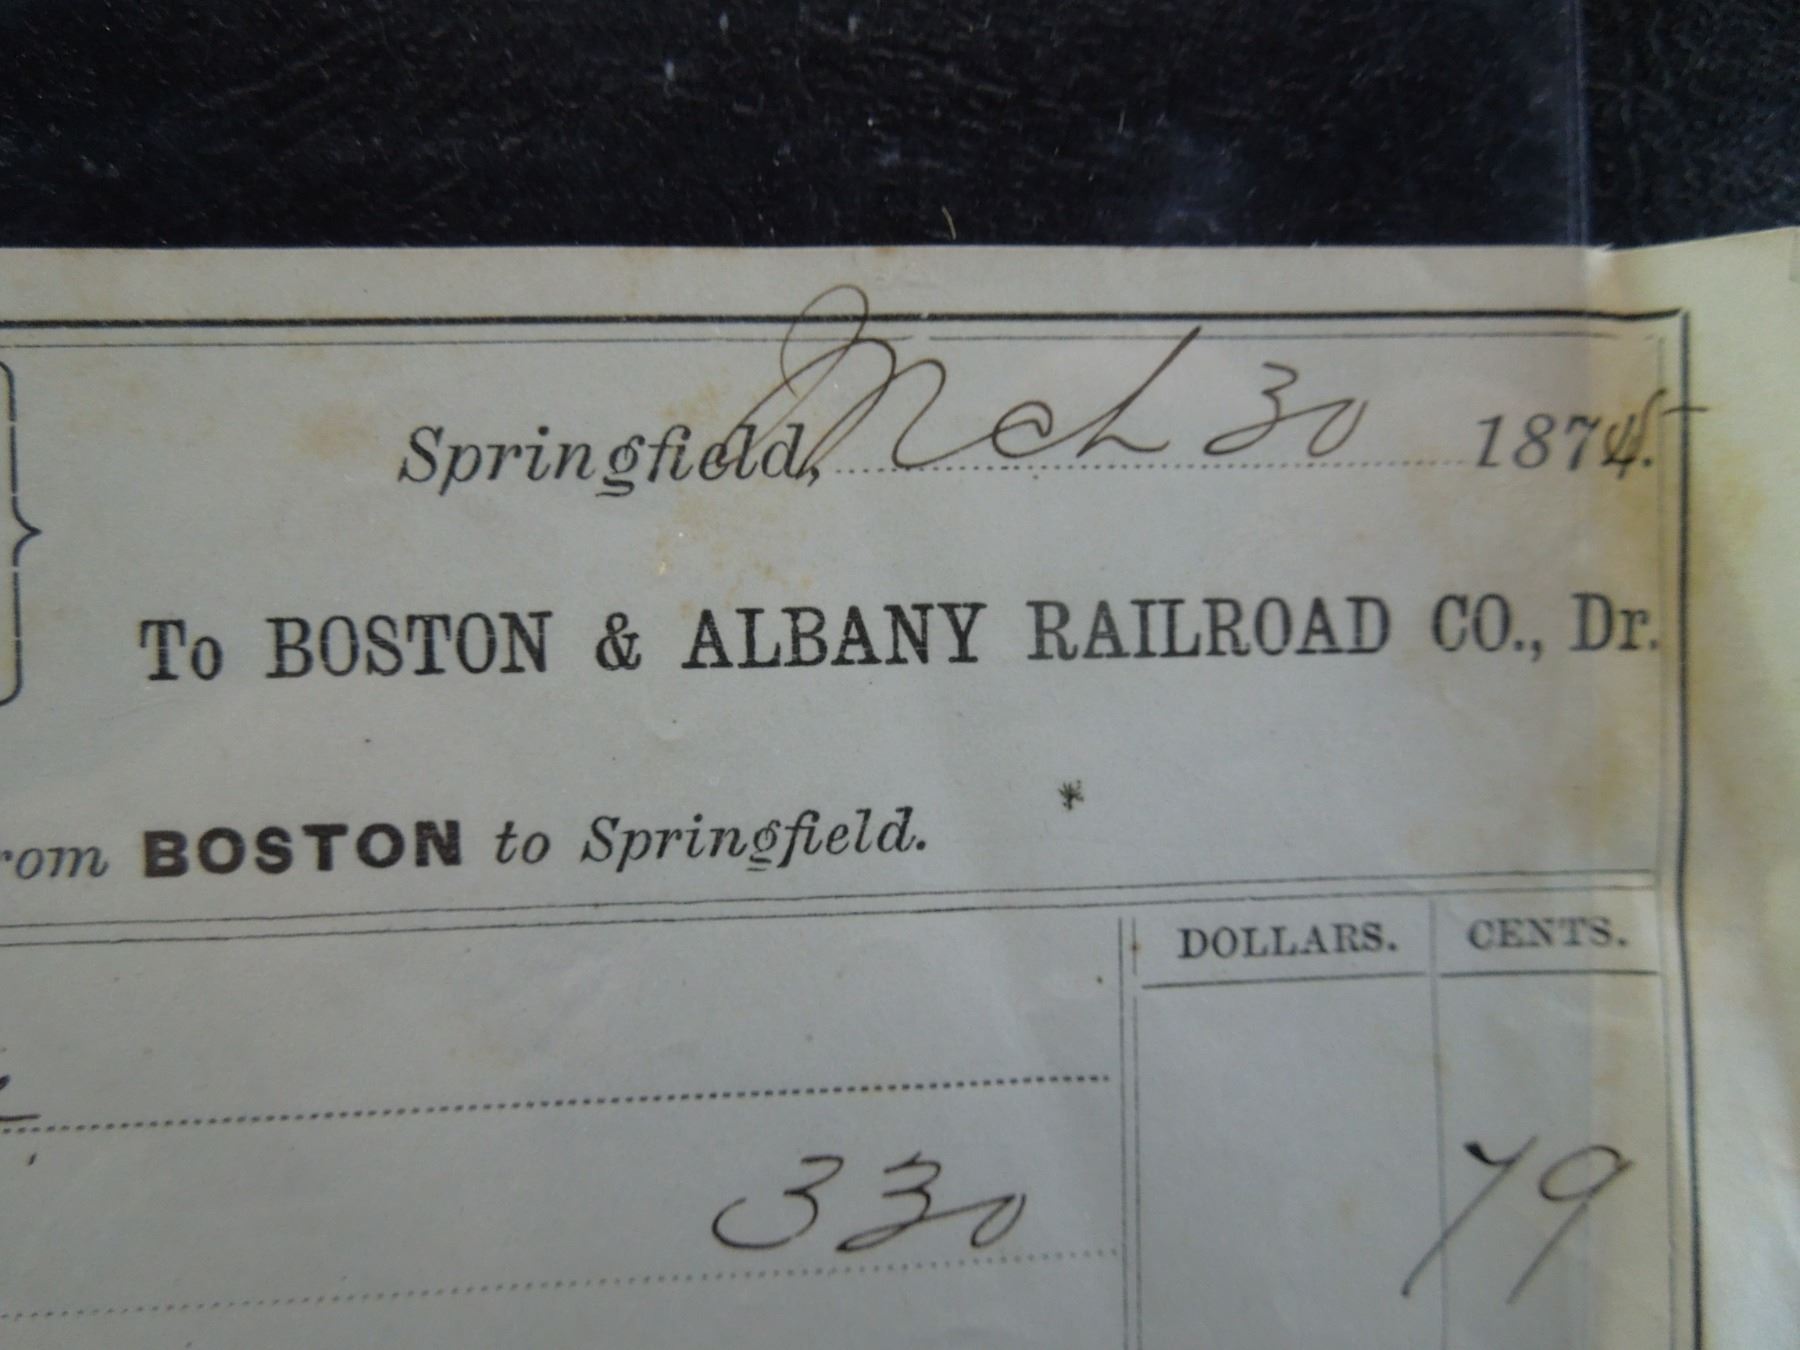 Springfield, Mch 30 1875.
To BOSTON & ALBANY RAILROAD CO., Dr.
rom BOSTON to Springfield.
DOLLARS. CENTS.
330 79